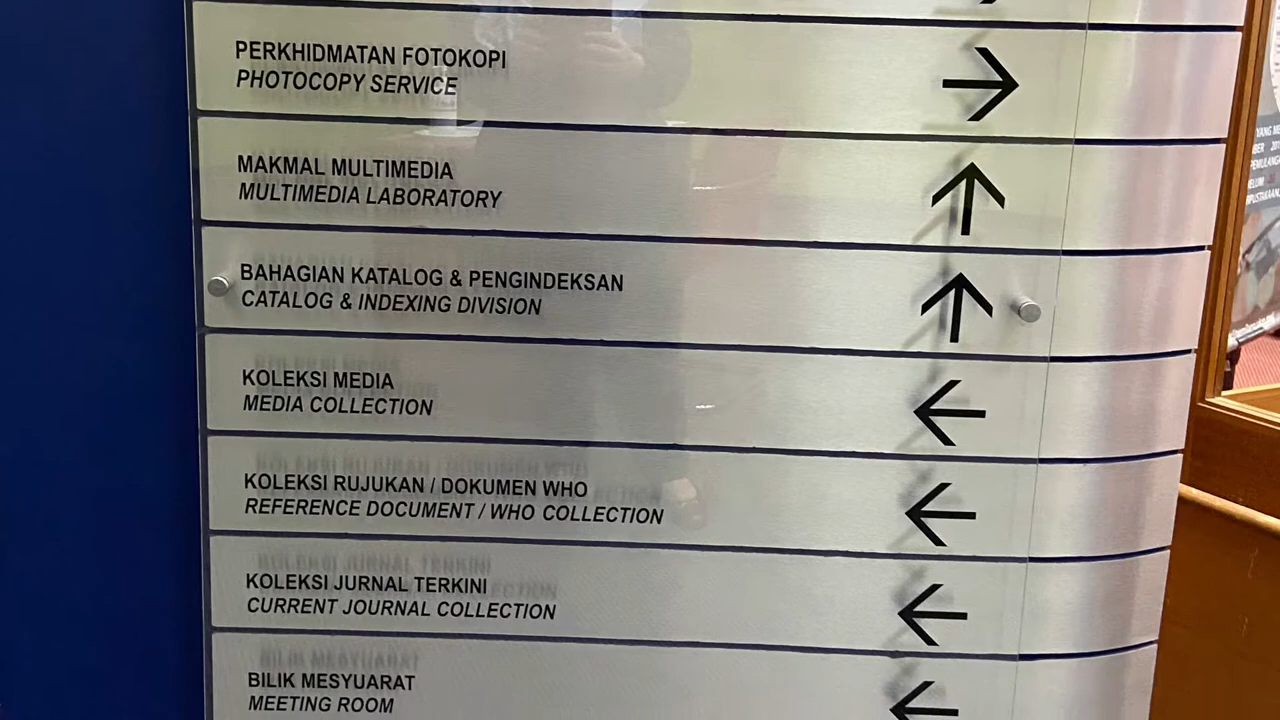 PERKHIDMATAN FOTOKOPI
PHOTOCOPY SERVICE
MAKMAL MULTIMEDIA
MULTIMEDIA LABORATORY
BAHAGIAN KATALOG & PENGINDEKSAN
CATALOG & INDEXING DIVISION
KOLEKSI MEDIA
MEDIA COLLECTION
KOLEKSI RUJUKAN / DOKUMEN WHO
REFERENCE DOCUMENT / WHO COLLECTION
KOLEKSI JURNAL TERKINI
CURRENT JOURNAL COLLECTION
BILIK MESYUARAT
MEETING ROOM
YANG